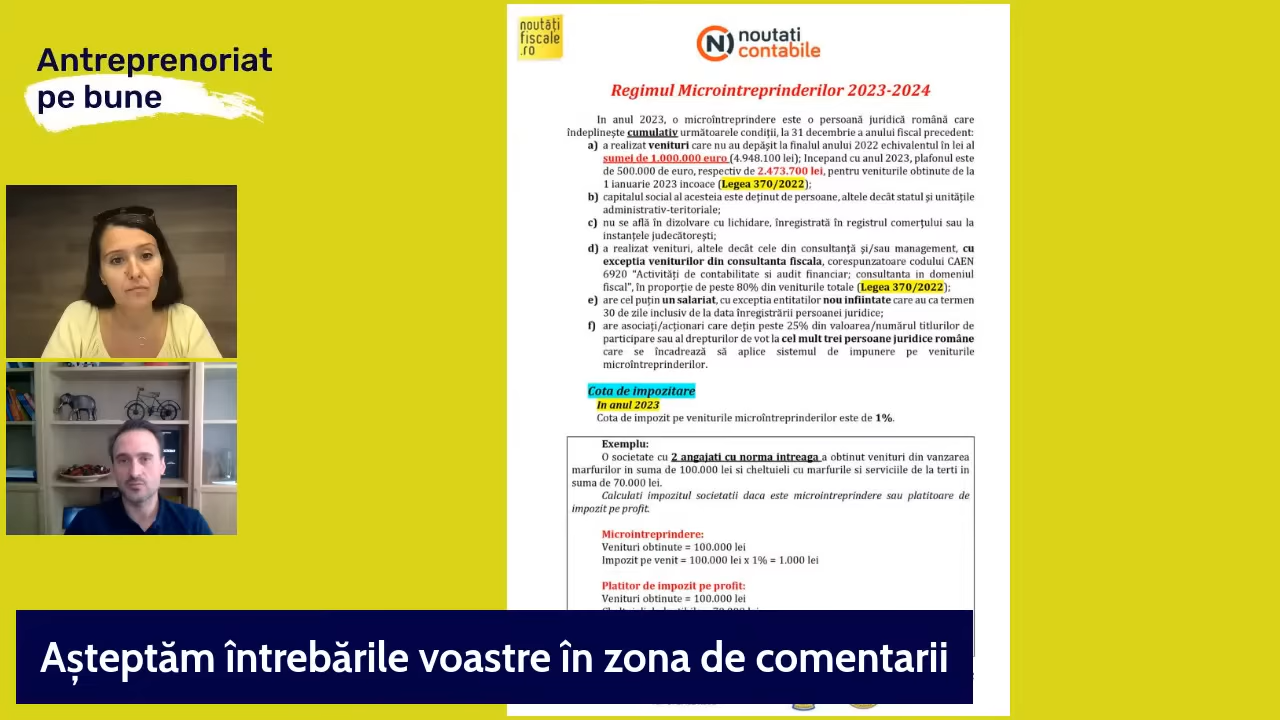 Antreprenoriat
pe bune
noutăți
fiscale
.ro
noutati
contabile
Regimul Microintreprinderilor 2023-2024
In anul 2023, o microîntreprindere este o persoană juridică română care
îndeplinește cumulativ următoarele condiții, la 31 decembrie a anului fiscal precedent:
a) a realizat venituri care nu au depășit la finalul anului 2022 echivalentul în lei al
sumei de 1.000.000 euro (4.948.100 lei); Incepand cu anul 2023, plafonul este
de 500.000 de euro, respectiv de 2.473.700 lei, pentru veniturile obtinute de la
1 ianuarie 2023 incoace (Legea 370/2022);
b) capitalul social al acesteia este deținut de persoane, altele decât statul și unitățile
administrativ-teritoriale;
c) nu se află în dizolvare cu lichidare, înregistrată în registrul comerțului sau la
instanțele judecătorești;
d) a realizat venituri, altele decât cele din consultanță și/sau management, cu
exceptia veniturilor din consultanta fiscala, corespunzatoare codului CAEN
6920 "Activități de contabilitate si audit financiar; consultanta in domeniul
fiscal", în proporție de peste 80% din veniturile totale (Legea 370/2022);
e) are cel puțin un salariat, cu exceptia entitatilor nou infiintate care au ca termen
30 de zile inclusiv de la data înregistrării persoanei juridice;
f) are asociați/acționari care dețin peste 25% din valoarea/numărul titlurilor de
participare sau al drepturilor de vot la cel mult trei persoane juridice române
care se încadrează să aplice sistemul de impunere pe veniturile
microîntreprinderilor.
Cota de impozitare
In anul 2023
Cota de impozit pe veniturile microîntreprinderilor este de 1%.
Exemplu:
O societate cu 2 angajati cu norma intreaga a obtinut venituri din vanzarea
marfurilor in suma de 100.000 lei si cheltuieli cu marfurile si serviciile de la terti in
suma de 70.000 lei.
Calculati impozitul societatii daca este microintreprindere sau platitoare de
impozit pe profit.
Microintreprindere:
Venituri obtinute = 100.000 lei
Impozit pe venit = 100.000 lei x 1% = 1.000 lei
Platitor de impozit pe profit:
Venituri obtinute = 100.000 lei
Așteptăm întrebările voastre în zona de comentarii